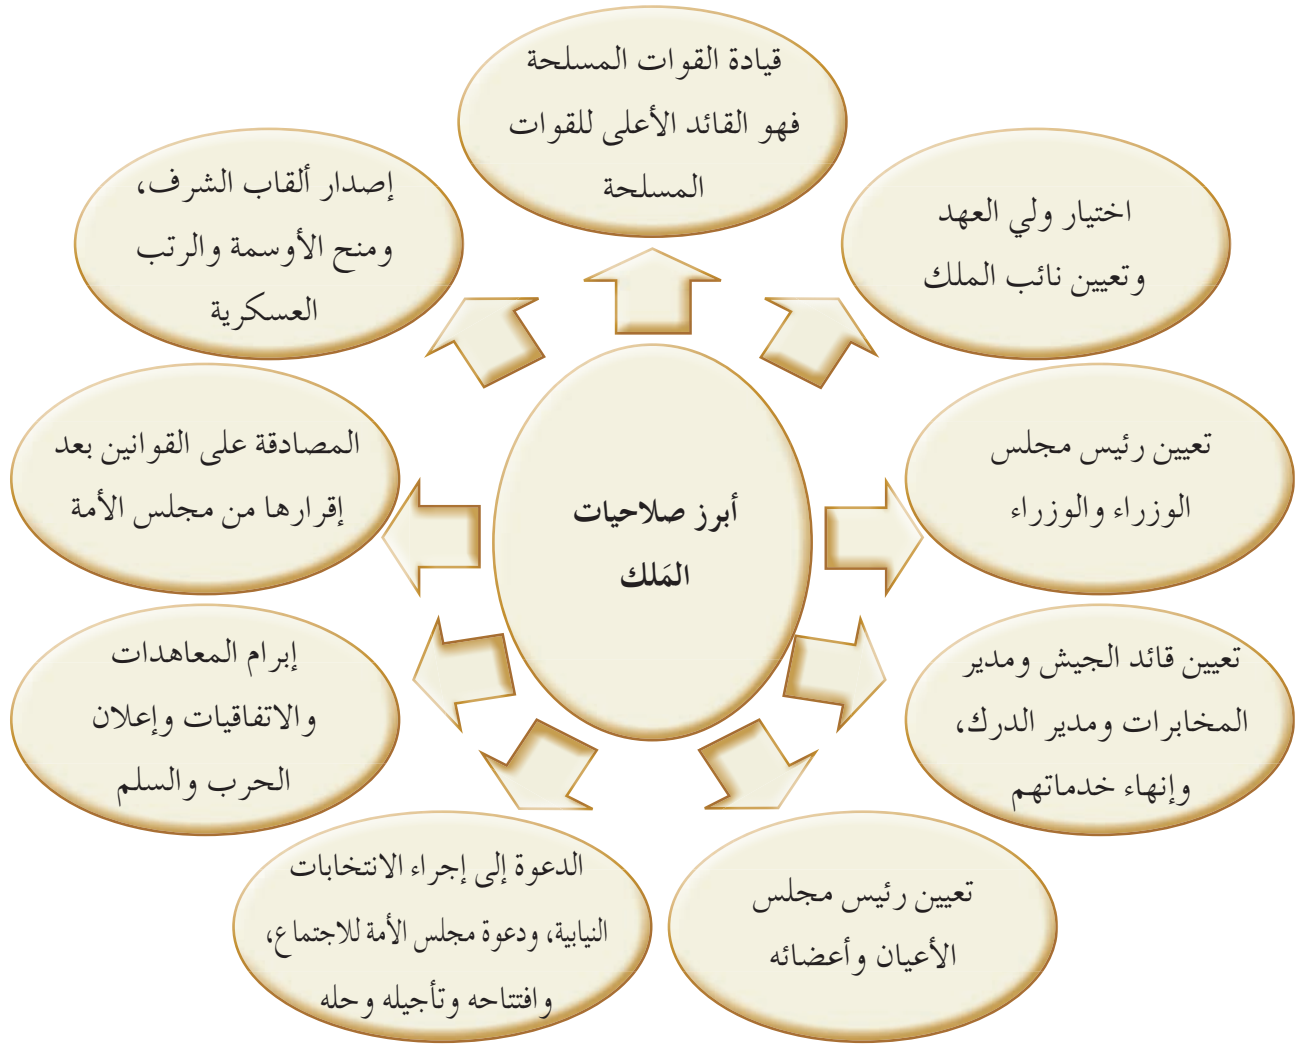 قيادة القوات المسلحة
فهو القائد الأعلى للقوات
المسلحة
اختيار ولي العهد
وتعيين نائب الملك
تعيين رئيس مجلس
الوزراء والوزراء
تعيين قائد الجيش ومدير
المخابرات ومدير الدرك،
وإنهاء خدماتهم
تعيين رئيس مجلس
الأعيان وأعضائه
الدعوة إلى إجراء الانتخابات
النيابية، ودعوة مجلس الأمة للاجتماع،
وافتتاحه وتأجيله وحله
إبرام المعاهدات
والاتفاقيات وإعلان
الحرب والسلم
المصادقة على القوانين بعد
إقرارها من مجلس الأمة
إصدار ألقاب الشرف،
ومنح الأوسمة والرتب
العسكرية
أبرز صلاحيات
المَلك